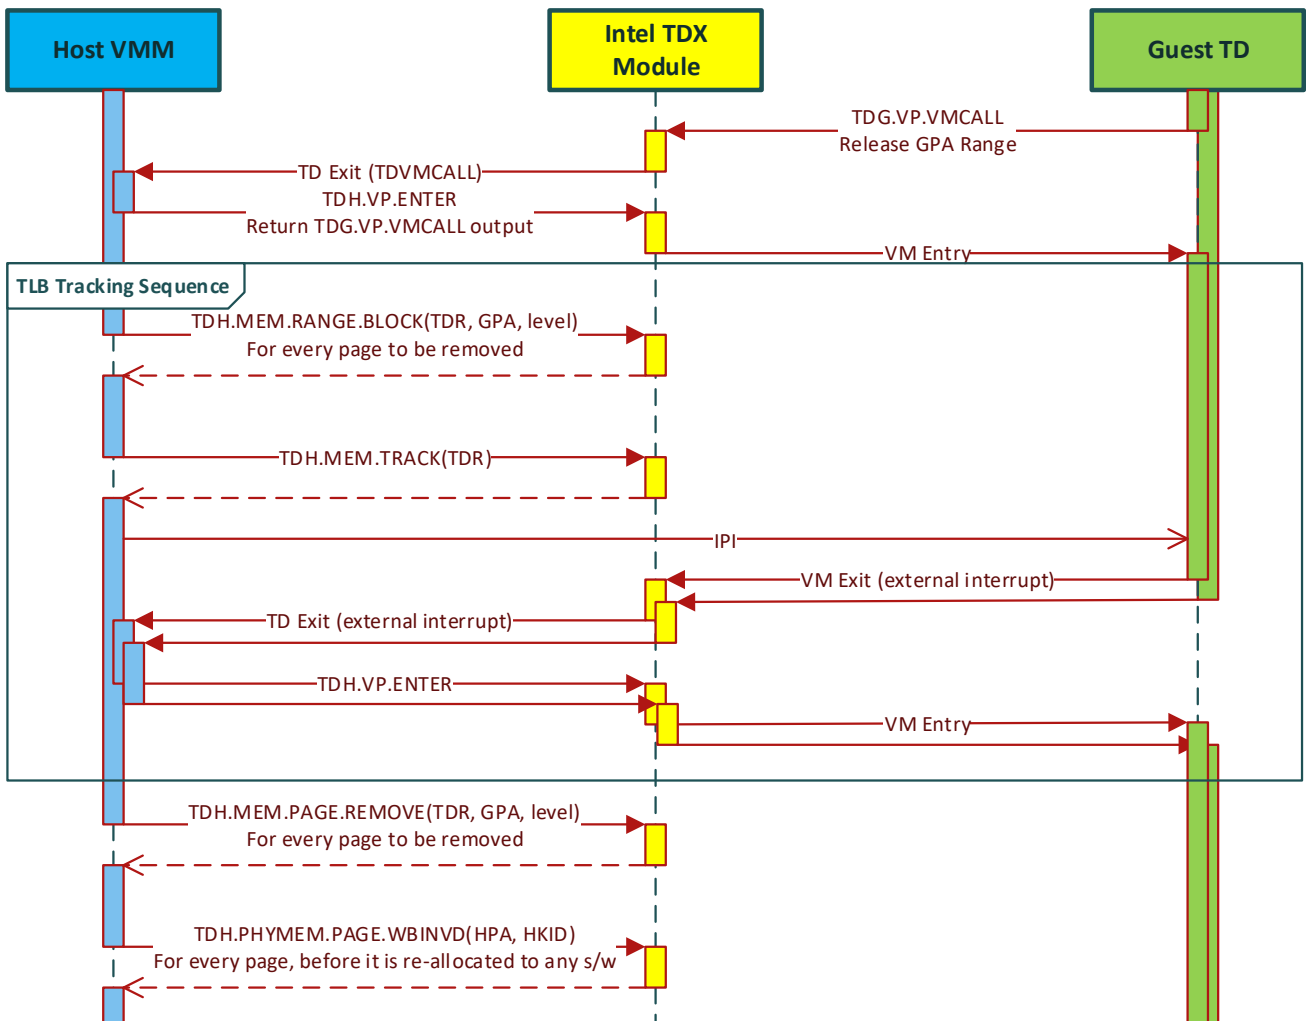 Host VMM
Intel TDX
Module
Guest TD
TDG.VP.VMCALL
Release GPA Range
TD Exit (TDVMCALL)
TDH.VP.ENTER
Return TDG.VP.VMCALL output
VM Entry
TLB Tracking Sequence
TDH.MEM.RANGE.BLOCK(TDR, GPA, level)
For every page to be removed
TDH.MEM.TRACK(TDR)
IPI
VM Exit (external interrupt)
TD Exit (external interrupt)
TDH.VP.ENTER
VM Entry
TDH.MEM.PAGE.REMOVE(TDR, GPA, level)
For every page to be removed
TDH.PHYMEM.PAGE.WBINVD(HPA, HKID)
For every page, before it is re-allocated to any s/w